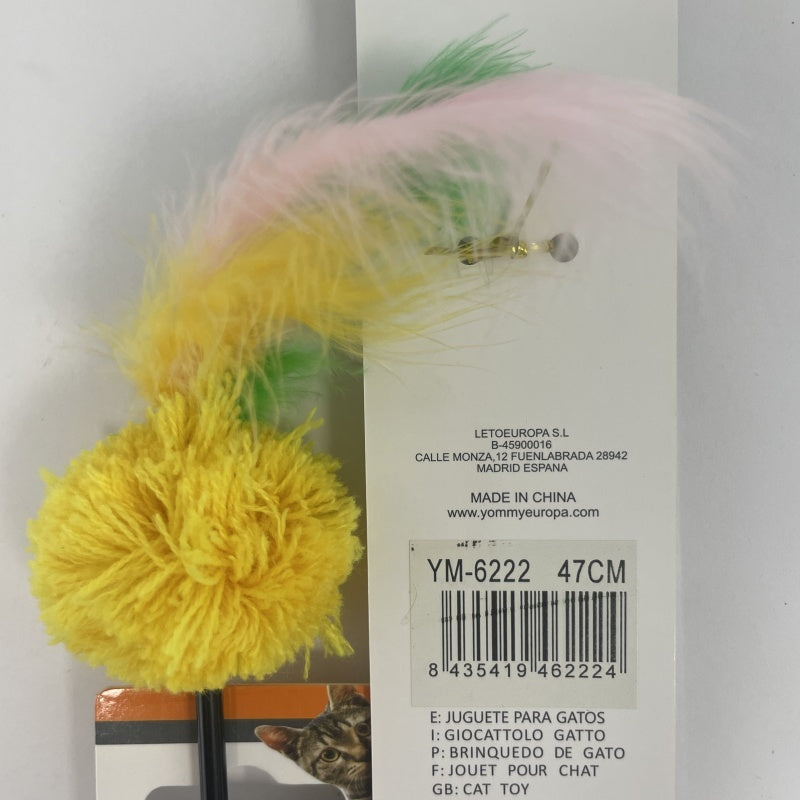 LETOEUROPA S.L
B-45900016
CALLE MONZA,12 FUENLABRADA 28942
MADRID ESPANA
MADE IN CHINA
www.yommyeuropa.com
YM-6222 47CM
8 435419 462224
E: JUGUETE PARA GATOS
I: GIOCATTOLO GATTO
P: BRINQUEDO DE GATO
F: JOUET POUR CHAT
GB: CAT TOY